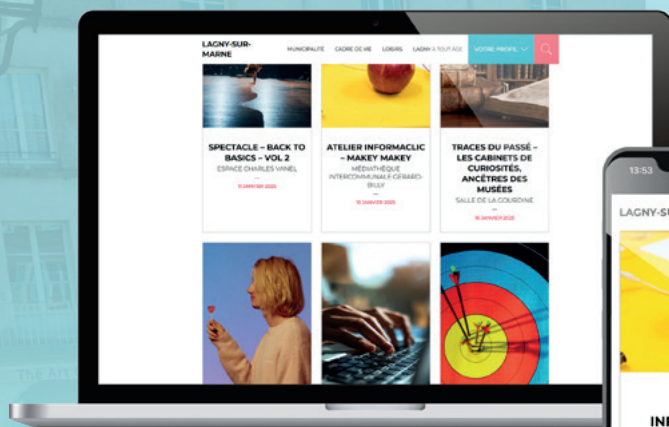 LAGNY-SUR-
MARNE
MUNICIPALITÉ CADRE DE VIE LOISIRS LAGNY À TOUT ÂGE VOTRE PROFIL
SPECTACLE – BACK TO
BASICS – VOL 2
ESPACE CHARLES VANEL
—
11 JANVIER 2025
ATELIER INFORMACLIC
– MAKEY MAKEY
MÉDIATHÈQUE
INTERCOMMUNALE GÉRARD-
BILLY
—
15 JANVIER 2025
TRACES DU PASSÉ –
LES CABINETS DE
CURIOSITÉS,
ANCÊTRES DES
MUSÉES
SALLE DE LA GOURDINE
—
16 JANVIER 2025
13:53
LAGNY-SU
INF